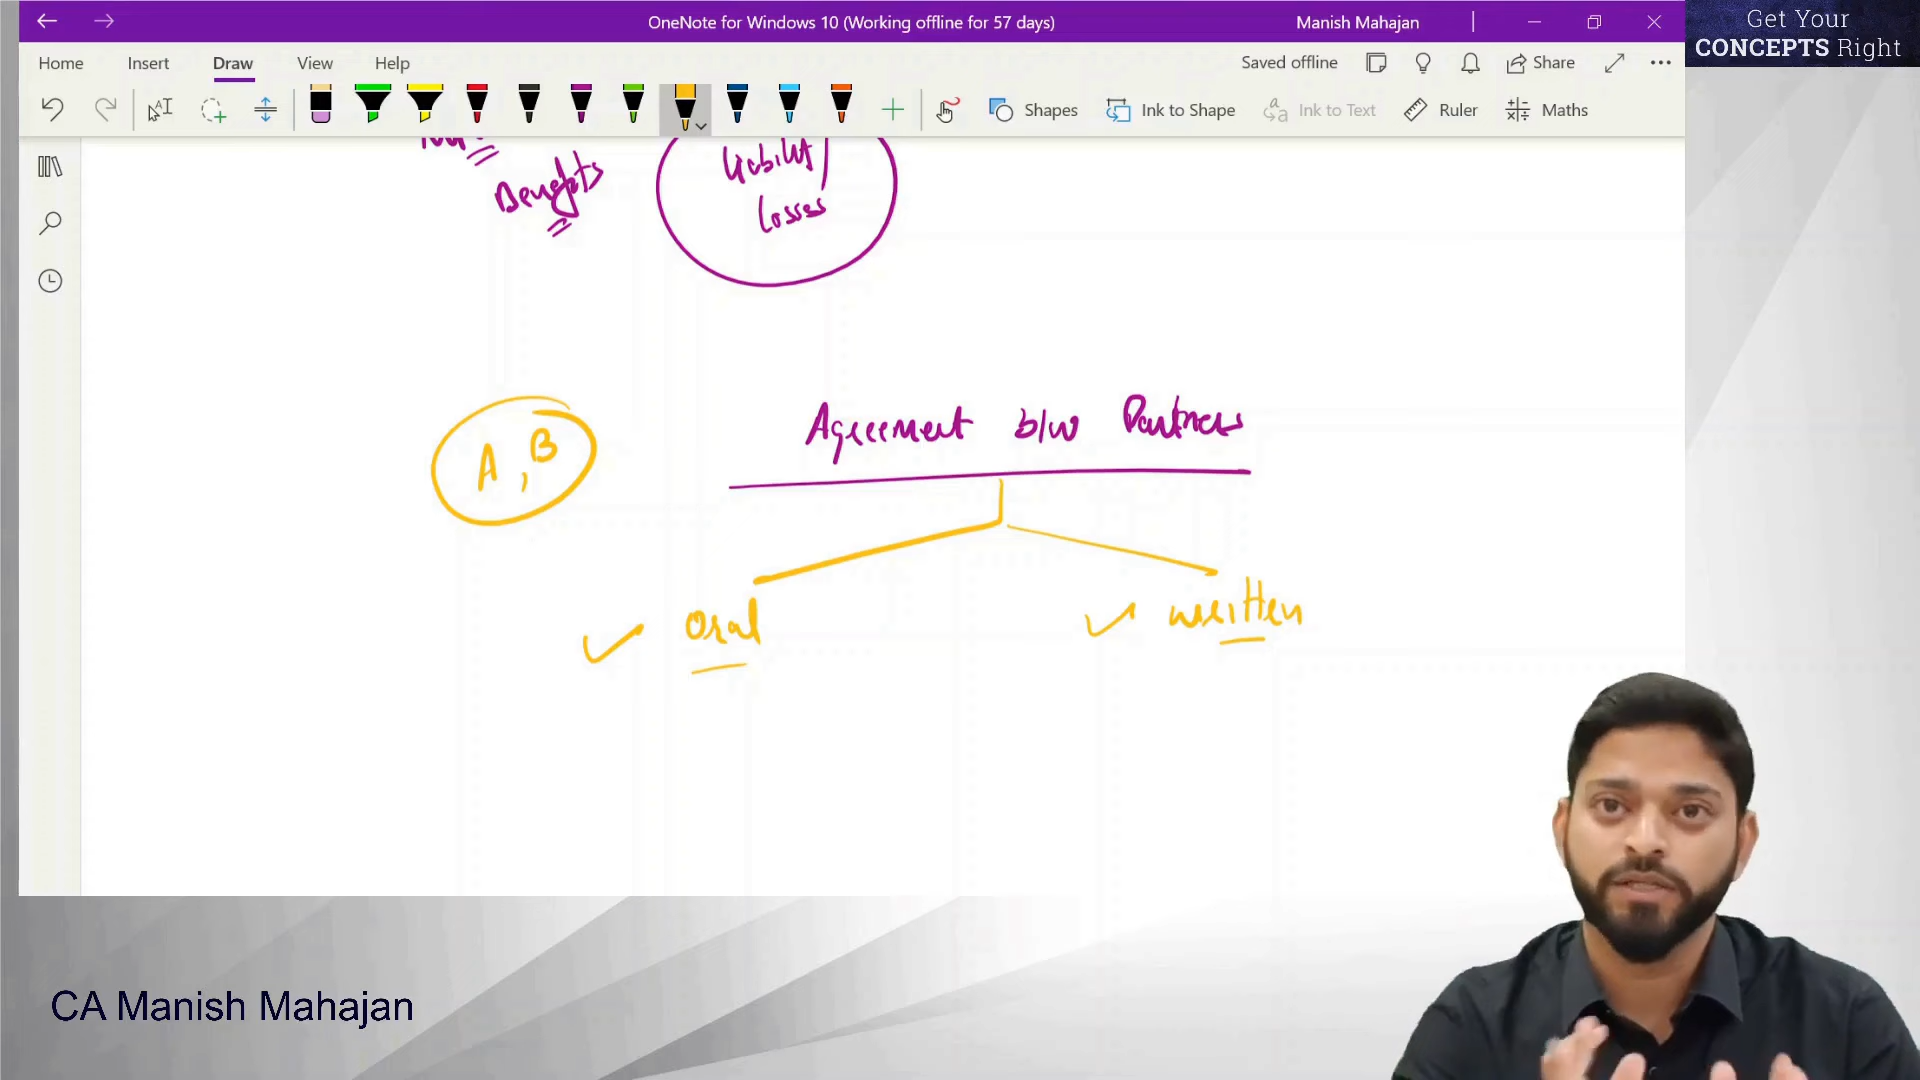 OneNote for Windows 10 (Working offline for 57 days)
Manish Mahajan
Get Your
CONCEPTS Right
Home Insert Draw View Help
Saved offline
Share
Shapes
Ink to Shape
Ink to Text
Ruler
Maths
Benefits
Liability
Losses
A, B
Agreement b/w Partners
Oral
written
CA Manish Mahajan